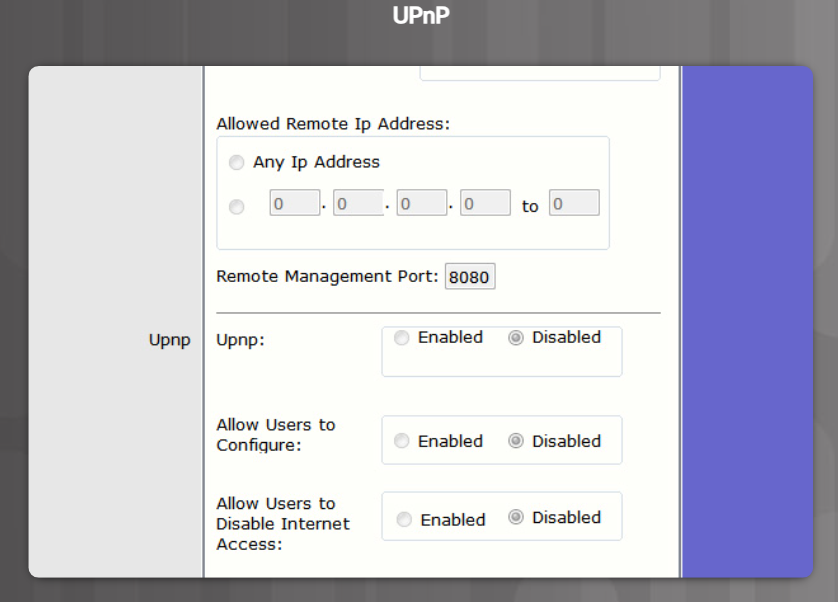 UPnP
Allowed Remote Ip Address:
Any Ip Address
0 . 0 . 0 . 0 to 0
Remote Management Port: 8080
Upnp
Upnp: Enabled Disabled
Allow Users to
Configure: Enabled Disabled
Allow Users to
Disable Internet
Access: Enabled Disabled